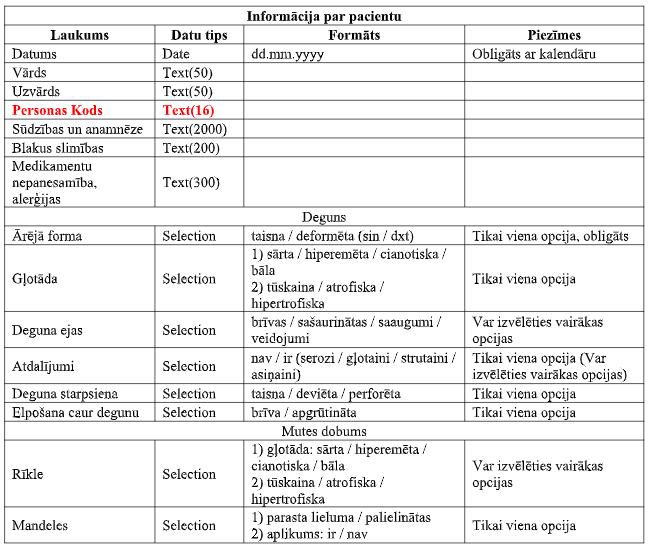 Informācija par pacientu
Laukums Datu tips Formāts Piezīmes
Datums Date dd.mm.yyyy Obligāts ar kalendāru
Vārds Text(50)
Uzvārds Text(50)
Personas Kods Text(16)
Sūdzības un anamnēze Text(2000)
Blakus slimības Text(200)
Medikamentu
nepanesamība, Text(300)
alerģijas
Deguns
Ārējā forma Selection taisna / deformēta (sin / dxt) Tikai viena opcija, obligāts
Gļotāda Selection 1) sārta / hiperemēta / cianotiska /
bāla
2) tūskaina / atrofiska /
hipertrofiska
Tikai viena opcija
Deguna ejas Selection brīvas / sašaurinātas / saaugumi /
veidojumi
Var izvēlēties vairākas
opcijas
Atdalījumi Selection nav / ir (serozi / gļotaini / strutaini /
asiņaini)
Tikai viena opcija (Var
izvēlēties vairākas opcijas)
Deguna starpsiena Selection taisna / deviēta / perforēta Tikai viena opcija
Elpošana caur degunu Selection brīva / apgrūtināta Tikai viena opcija
Mutes dobums
Rīkle Selection 1) gļotāda: sārta / hiperemēta /
cianotiska / bāla
2) tūskaina / atrofiska /
hipertrofiska
Var izvēlēties vairākas
opcijas
Mandeles Selection 1) parasta lieluma / palielinātas
2) aplikums: ir / nav
Tikai viena opcija